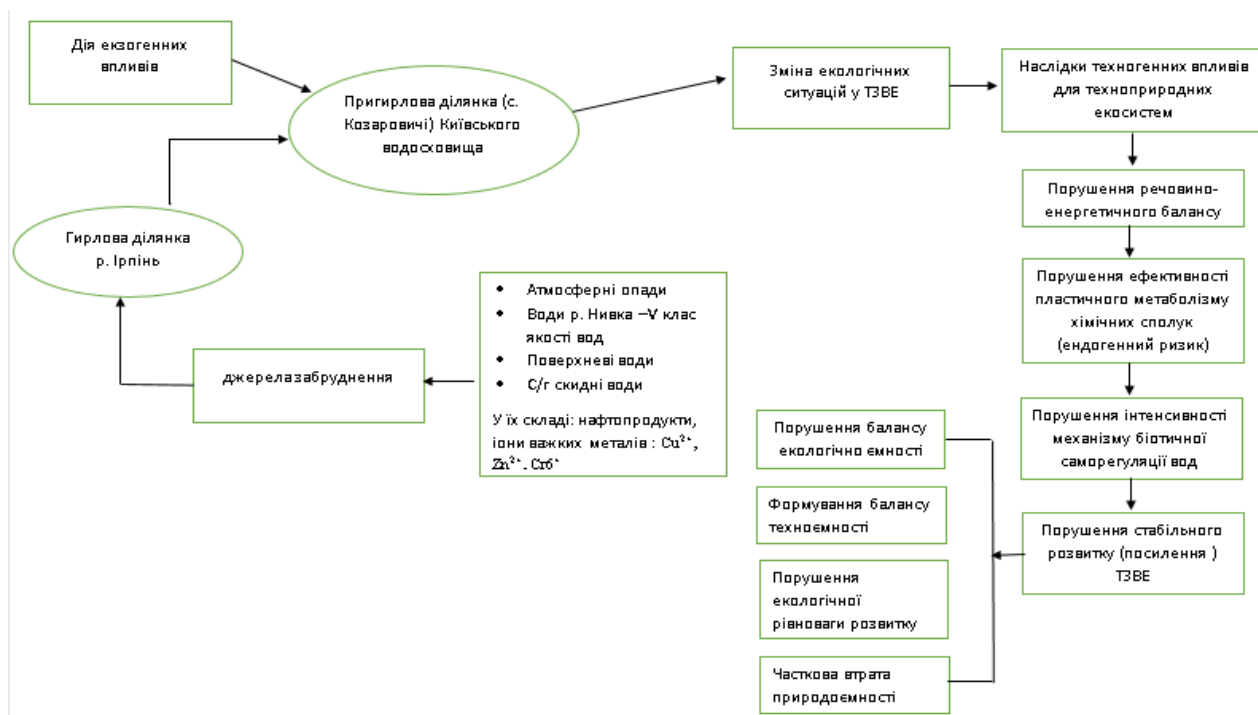 Дія екзогенних
впливів
Пригирлова ділянка (с.
Козаровичі) Київського
водосховища
Зміна екологічних
ситуацій у ТЗВЕ
Наслідки техногенних впливів
для техноприродних
екосистем
Порушення речовино-
енергетичного балансу
Гирлова ділянка
р. Ірпінь
Порушення ефективності
пластичного метаболізму
хімічних сполук
(ендогенний ризик)
• Атмосферні опади
• Води р. Нивка –V клас
якості вод
• Поверхневі води
• С/г скидні води
У їх складі: нафтопродукти,
іони важких металів : Cu²⁺,
Zn²⁺. Cr6⁺
джерела забруднення
Порушення інтенсивності
механізму біотичної
саморегуляції вод
Порушення балансу
екологічно ємності
Формування балансу
техноємності
Порушення стабільного
розвитку (посилення )
ТЗВЕ
Порушення
екологічної
рівноваги розвитку
Часткова втрата
природоємності